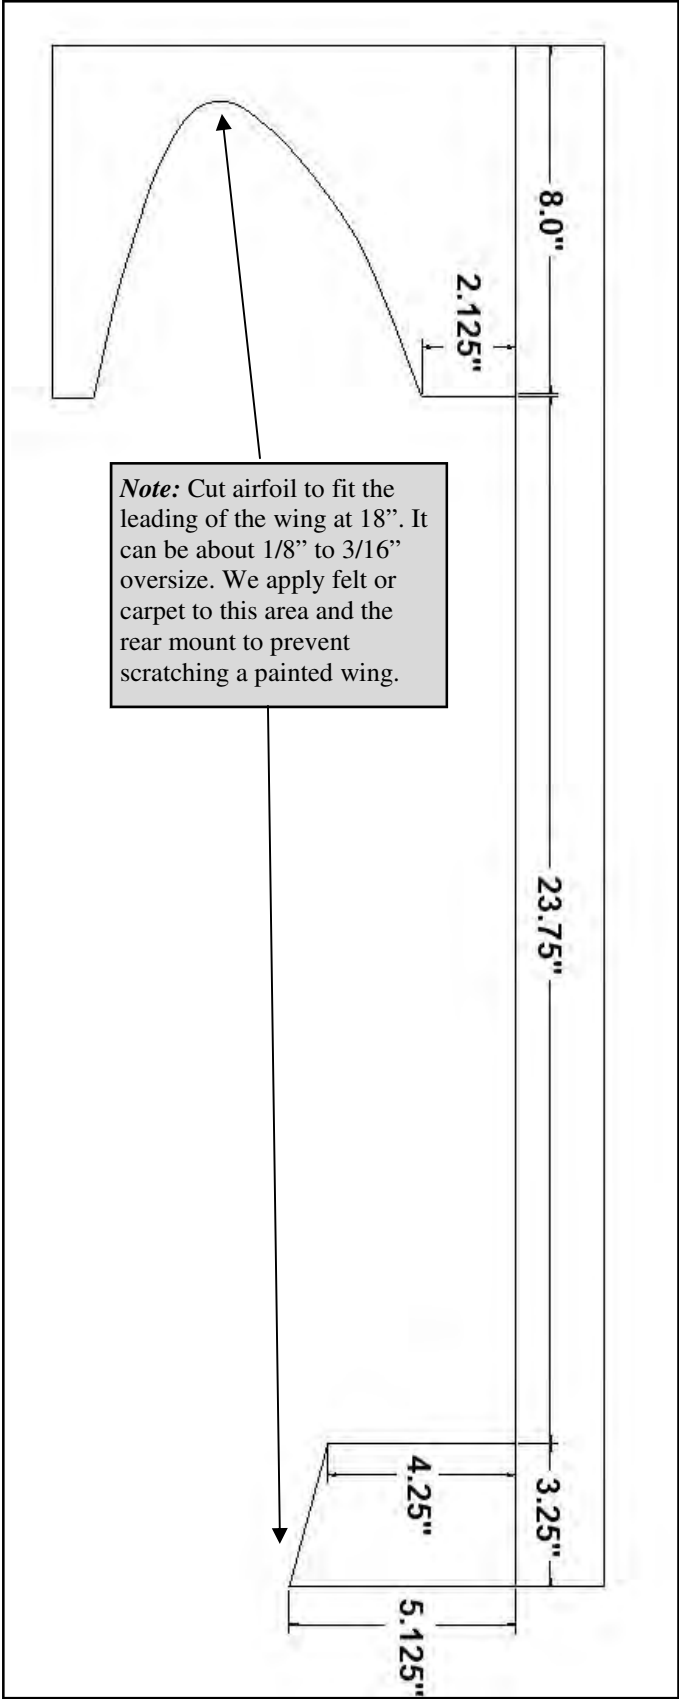 8.0"
2.125"
Note: Cut airfoil to fit the
leading of the wing at 18”. It
can be about 1/8” to 3/16”
oversize. We apply felt or
carpet to this area and the
rear mount to prevent
scratching a painted wing.
23.75"
4.25"
3.25"
5.125"